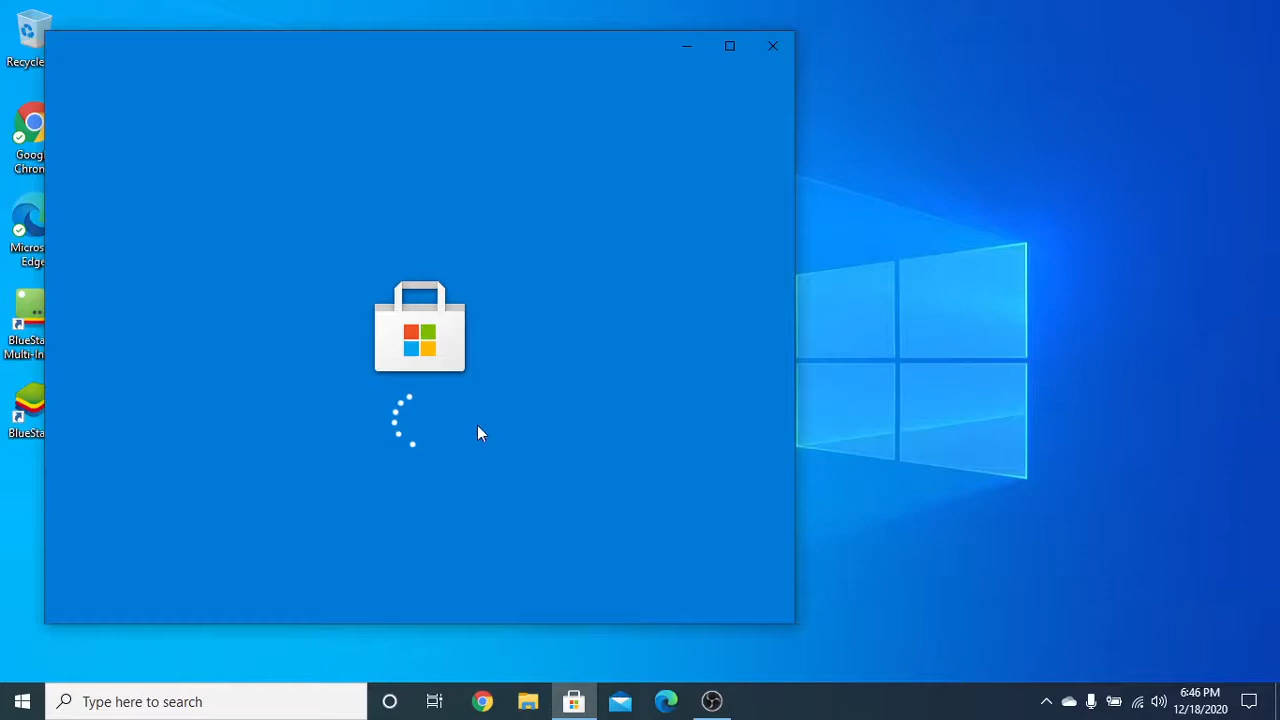 Recycle
Goog
Chron
Micros
Edge
BlueSta
Multi-In
BlueSta
Type here to search
6:46 PM
12/18/2020